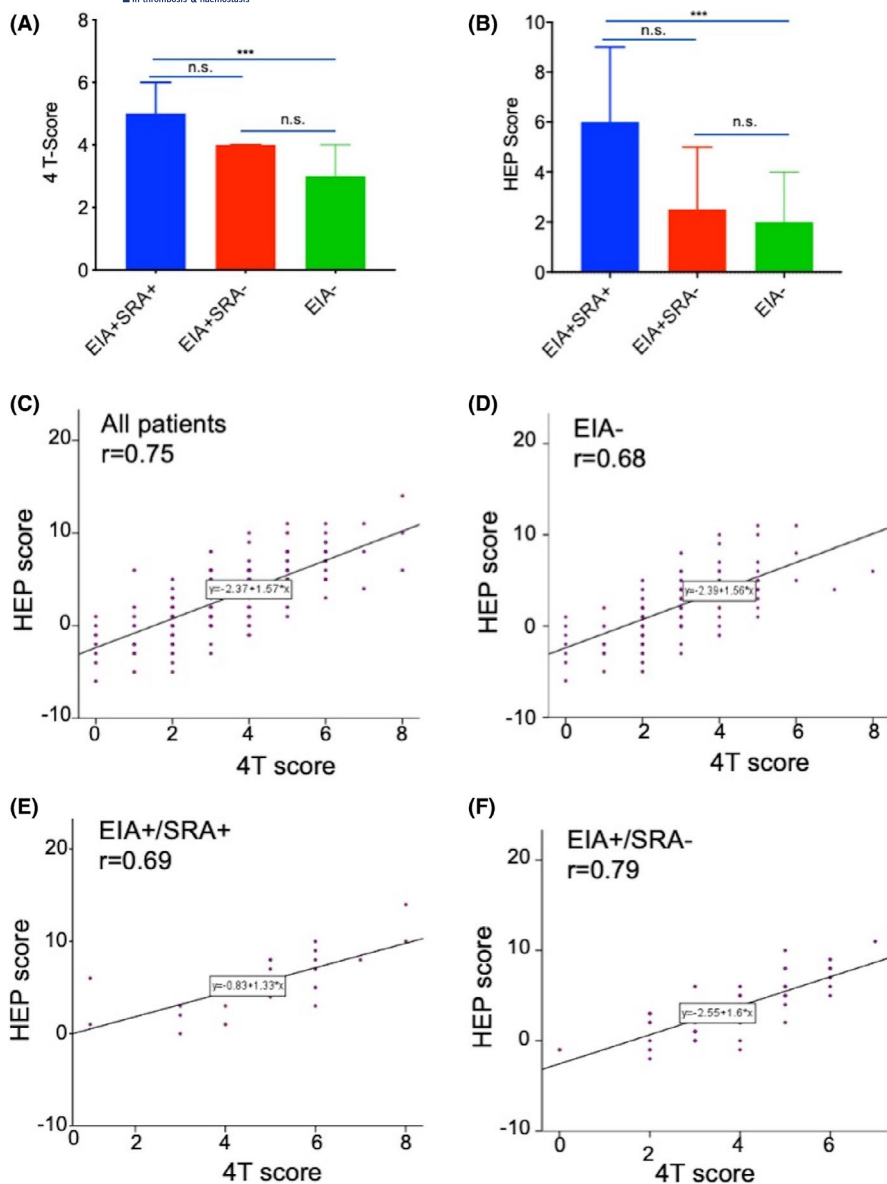 in thrombosis & haemostasis
(A)
8
6
4
2
0
4 T-Score
***
n.s.
n.s.
EIA+SRA+
EIA+SRA-
EIA-
(B)
10
8
6
4
2
0
HEP Score
***
n.s.
n.s.
EIA+SRA+
EIA+SRA-
EIA-
(C)
All patients
r=0.75
20
10
0
-10
HEP score
y=-2.37+1.57*x
0 2 4 6 8
4T score
(D)
EIA-
r=0.68
20
10
0
-10
HEP score
y=-2.39+1.56*x
0 2 4 6 8
4T score
(E)
EIA+/SRA+
r=0.69
20
10
0
-10
HEP score
y=-0.83+1.33*x
0 2 4 6 8
4T score
(F)
EIA+/SRA-
r=0.79
20
10
0
-10
HEP score
y=-2.55+1.6*x
0 2 4 6
4T score